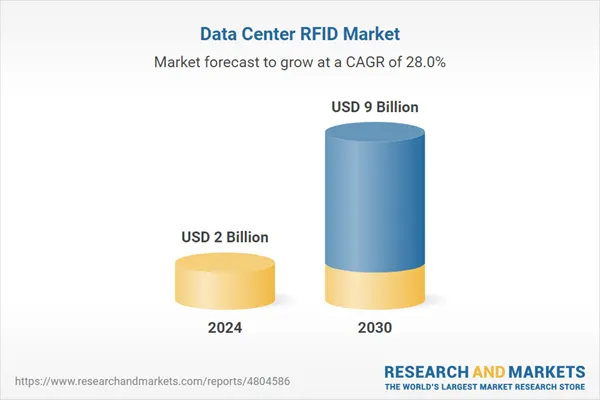 Data Center RFID Market
Market forecast to grow at a CAGR of 28.0%
USD 9 Billion
USD 2 Billion
2024
2030
https://www.researchandmarkets.com/reports/4804586
RESEARCH AND MARKETS
THE WORLD'S LARGEST MARKET RESEARCH STORE